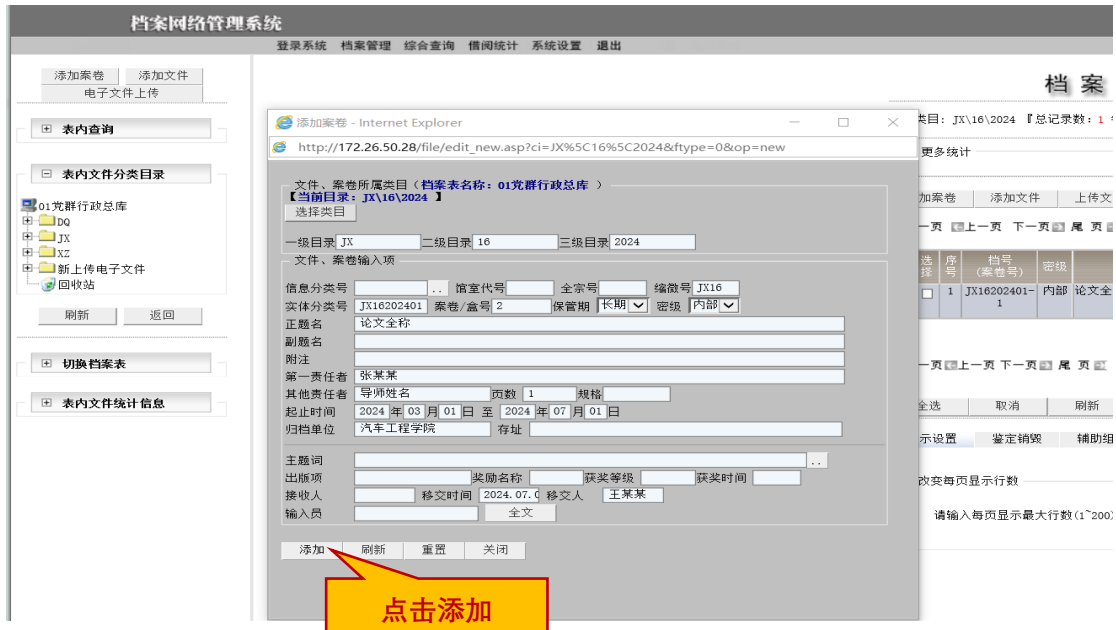 档案网络管理系统
登录系统 档案管理 综合查询 借阅统计 系统设置 退出
添加案卷 添加文件
电子文件上传
表内查询
表内文件分类目录
01党群行政总库
DQ
JX
XZ
新上传电子文件
回收站
刷新 返回
切换档案表
表内文件统计信息
添加案卷 - Internet Explorer
http://172.26.50.28/file/edit_new.asp?ci=JX%5C16%5C2024&ftype=0&op=new
文件、案卷所属类目(档案表名称:01党群行政总库 )
【当前目录:JX\16\2024 】
选择类目
一级目录 JX 二级目录 16 三级目录 2024
文件、案卷输入项
信息分类号 .. 馆室代号 全宗号 缩微号 JX16
实体分类号 JX16202401 案卷/盒号 2 保管期 长期 密级 内部
正题名 论文全称
副题名
附注
第一责任者 张某某
其他责任者 导师姓名 页数 1 规格
起止时间 2024 年 03 月 01 日 至 2024 年 07 月 01 日
归档单位 汽车工程学院 存址
主题词 ..
出版项 奖励名称 获奖等级 获奖时间
接收人 移交时间 2024.07.0 移交人 王某某
输入员 全文
添加 刷新 重置 关闭
点击添加
档 案
类目: JX\16\2024 『总记录数:1
更多统计
加案卷 添加文件 上传文
一页 上一页 下一页 尾 页
选择 序号 档号(案卷号) 密级
1 JX16202401-1 内部 论文全
一页 上一页 下一页 尾 页
全选 取消 刷新
示设置 鉴定销毁 辅助组
改变每页显示行数
请输入每页显示最大行数(1~200)